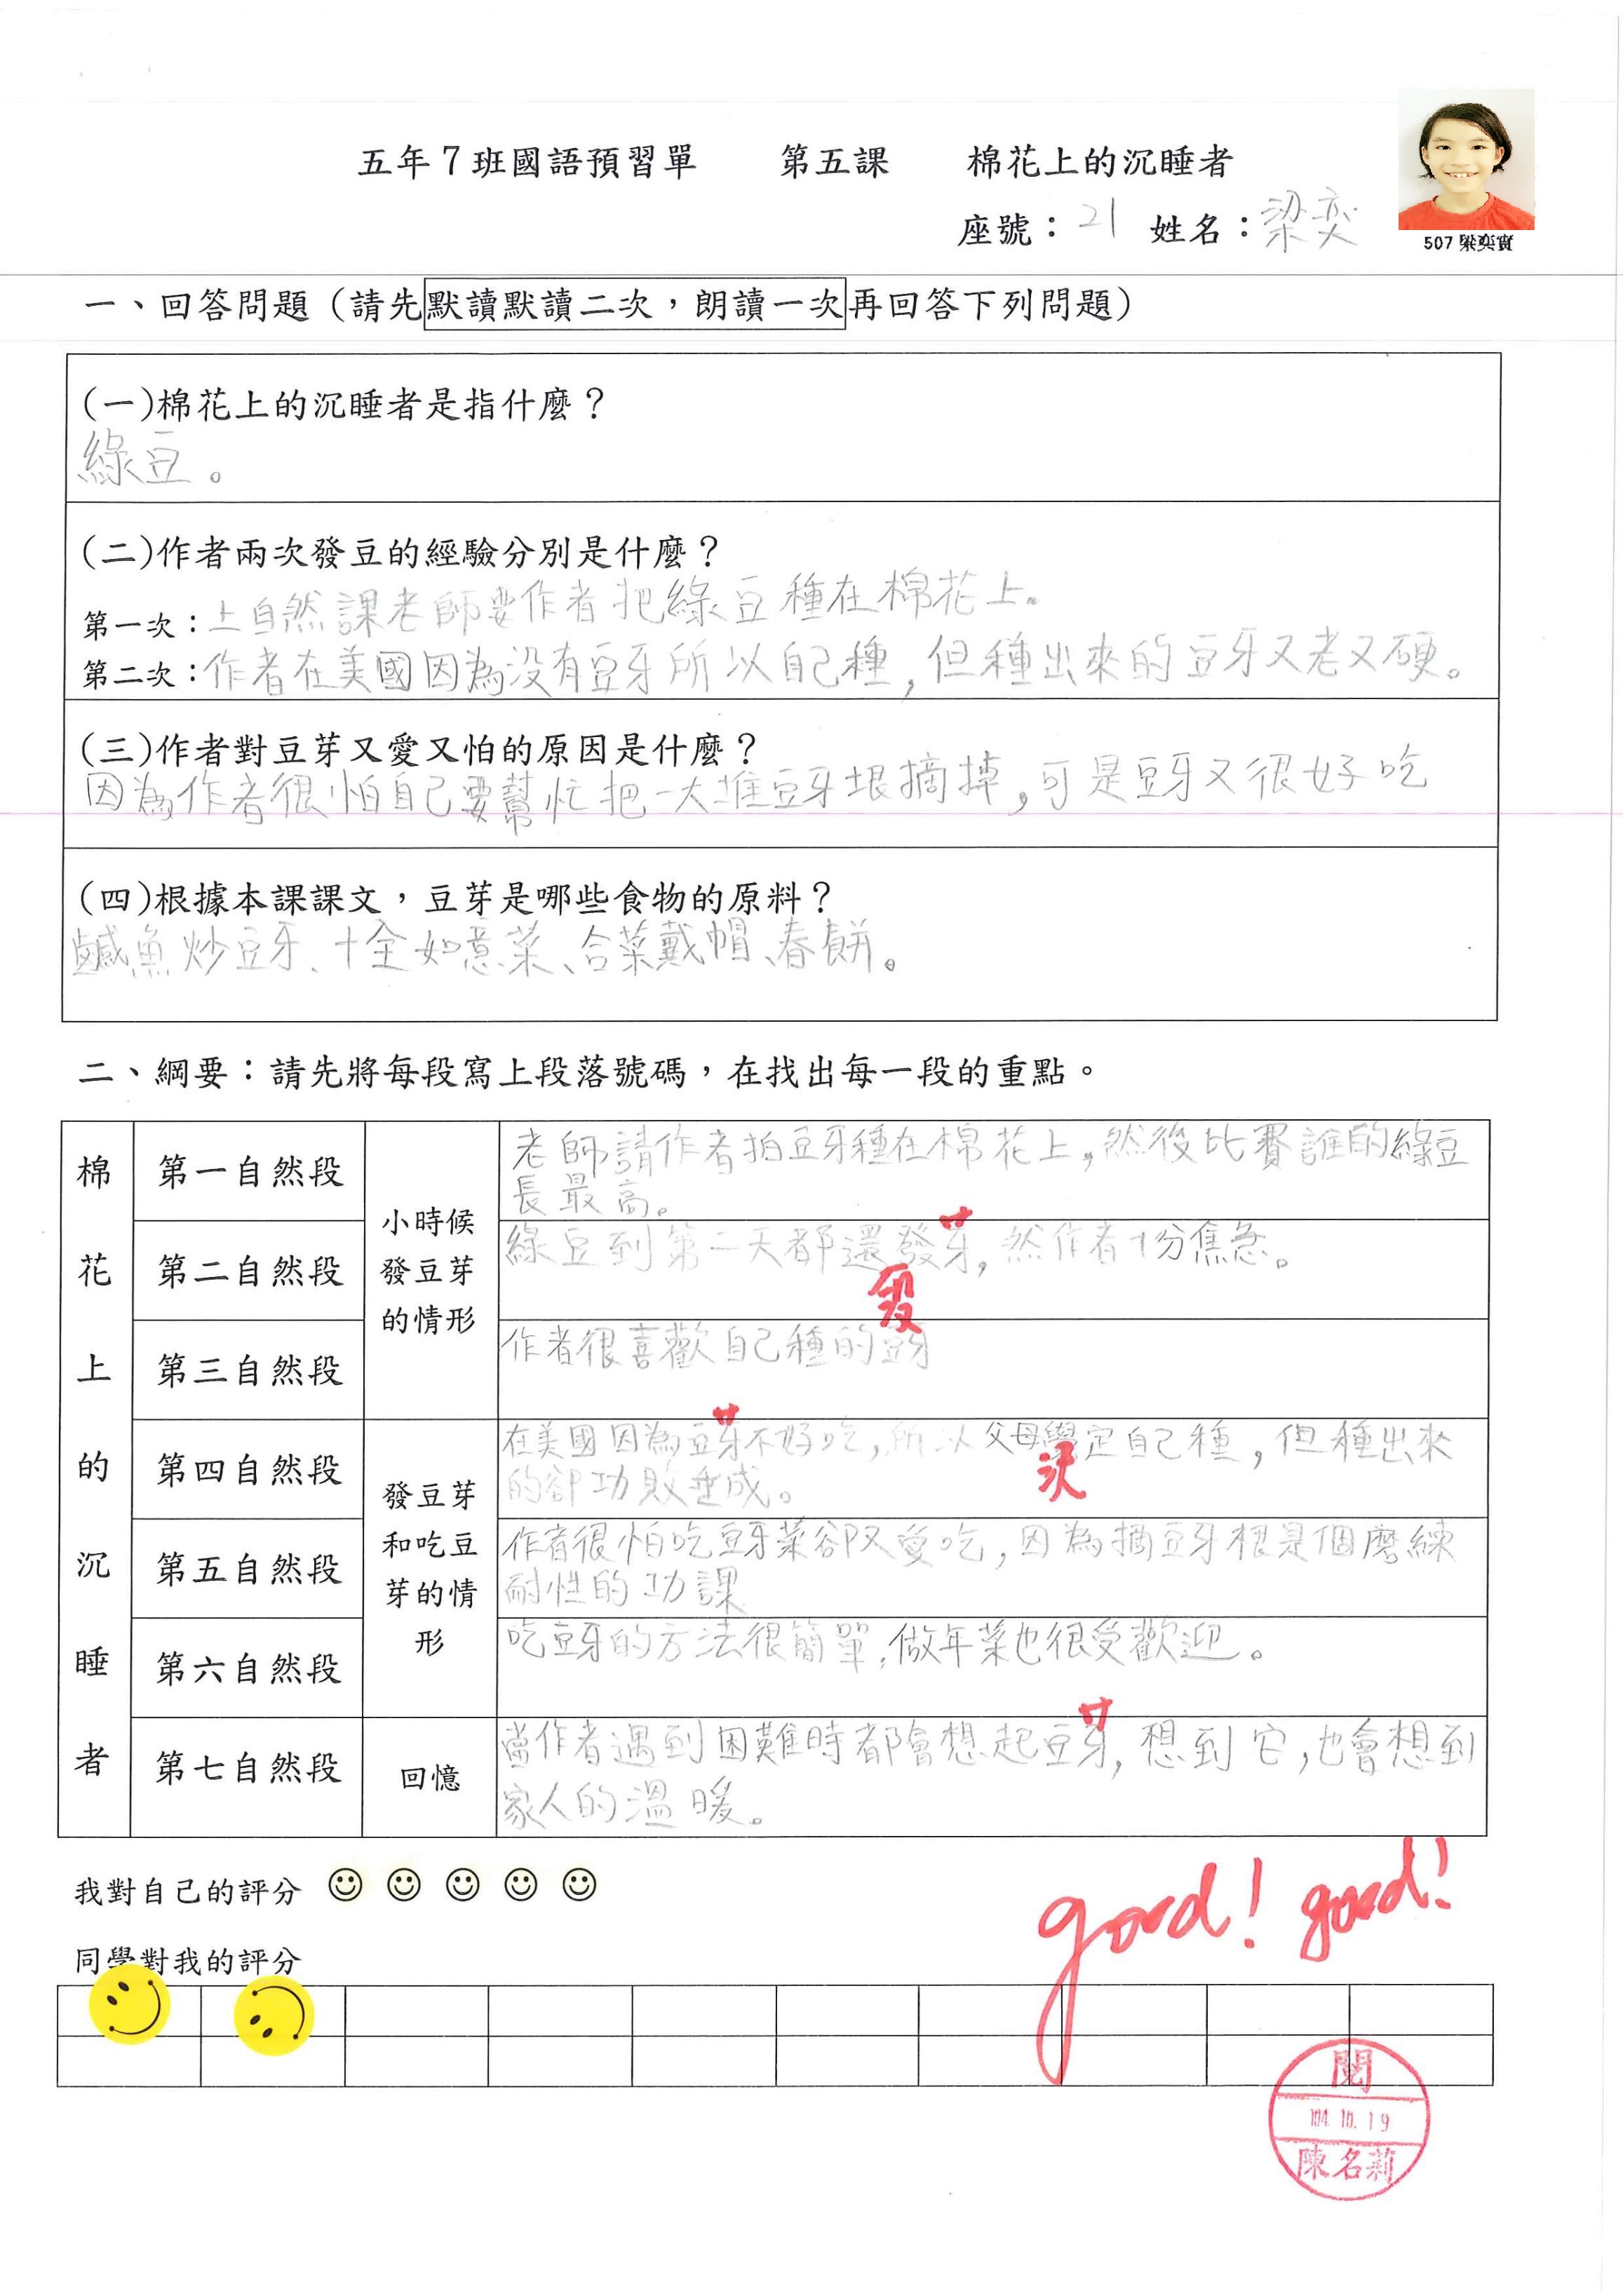 五年7班國語預習單 第五課 棉花上的沉睡者
座號：21 姓名：梁奕
507 梁奕寶
一、回答問題（請先默讀默讀二次，朗讀一次再回答下列問題）
(一)棉花上的沉睡者是指什麼？
綠豆。
(二)作者兩次發豆的經驗分別是什麼？
第一次：上自然課老師要作者把綠豆種在棉花上。
第二次：作者在美國因為沒有豆牙所以自己種，但種出來的豆牙又老又硬。
(三)作者對豆芽又愛又怕的原因是什麼？
因為作者很怕自己要幫忙把一大堆豆牙垠摘掉，可是豆牙又很好吃
(四)根據本課課文，豆芽是哪些食物的原料？
鹹魚炒豆牙、十全如意菜、合菜戴帽、春餅。
二、綱要：請先將每段寫上段落號碼，在找出每一段的重點。
棉花上的沉睡者
第一自然段
小時候
發豆芽
的情形
老師請作者拍豆牙種在棉花上，然後比賽誰的綠豆
長最高。
第二自然段
綠豆到第二天都還發芽，然作者十分焦急。
沒
第三自然段
作者很喜歡自己種的豆牙
第四自然段
發豆芽
和吃豆
芽的情
形
在美國因為豆芽不好吃，所以父母定自己種，但種出來
決
的卻功敗垂成。
第五自然段
作者很怕吃豆牙菜卻又愛吃，因為摘豆牙根是個磨練
耐性的功課
第六自然段
吃豆牙的方法很簡單，做年菜也很受歡迎。
第七自然段
回憶
當作者遇到困難時都會想起豆芽，想到它，也會想到
家人的溫暖。
我對自己的評分
good! good!
同學對我的評分
閱
104.10.19
陳名莉